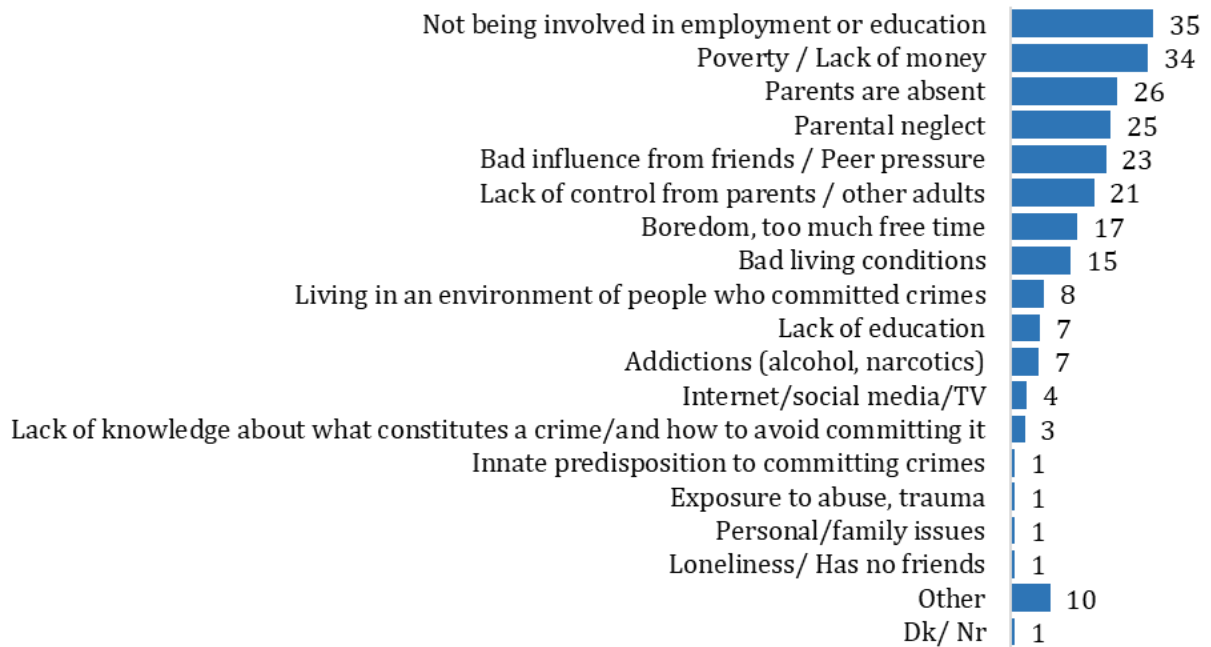 Not being involved in employment or education 35
Poverty / Lack of money 34
Parents are absent 26
Parental neglect 25
Bad influence from friends / Peer pressure 23
Lack of control from parents / other adults 21
Boredom, too much free time 17
Bad living conditions 15
Living in an environment of people who committed crimes 8
Lack of education 7
Addictions (alcohol, narcotics) 7
Internet/social media/TV 4
Lack of knowledge about what constitutes a crime/and how to avoid committing it 3
Innate predisposition to committing crimes 1
Exposure to abuse, trauma 1
Personal/family issues 1
Loneliness/ Has no friends 1
Other 10
Dk/ Nr 1